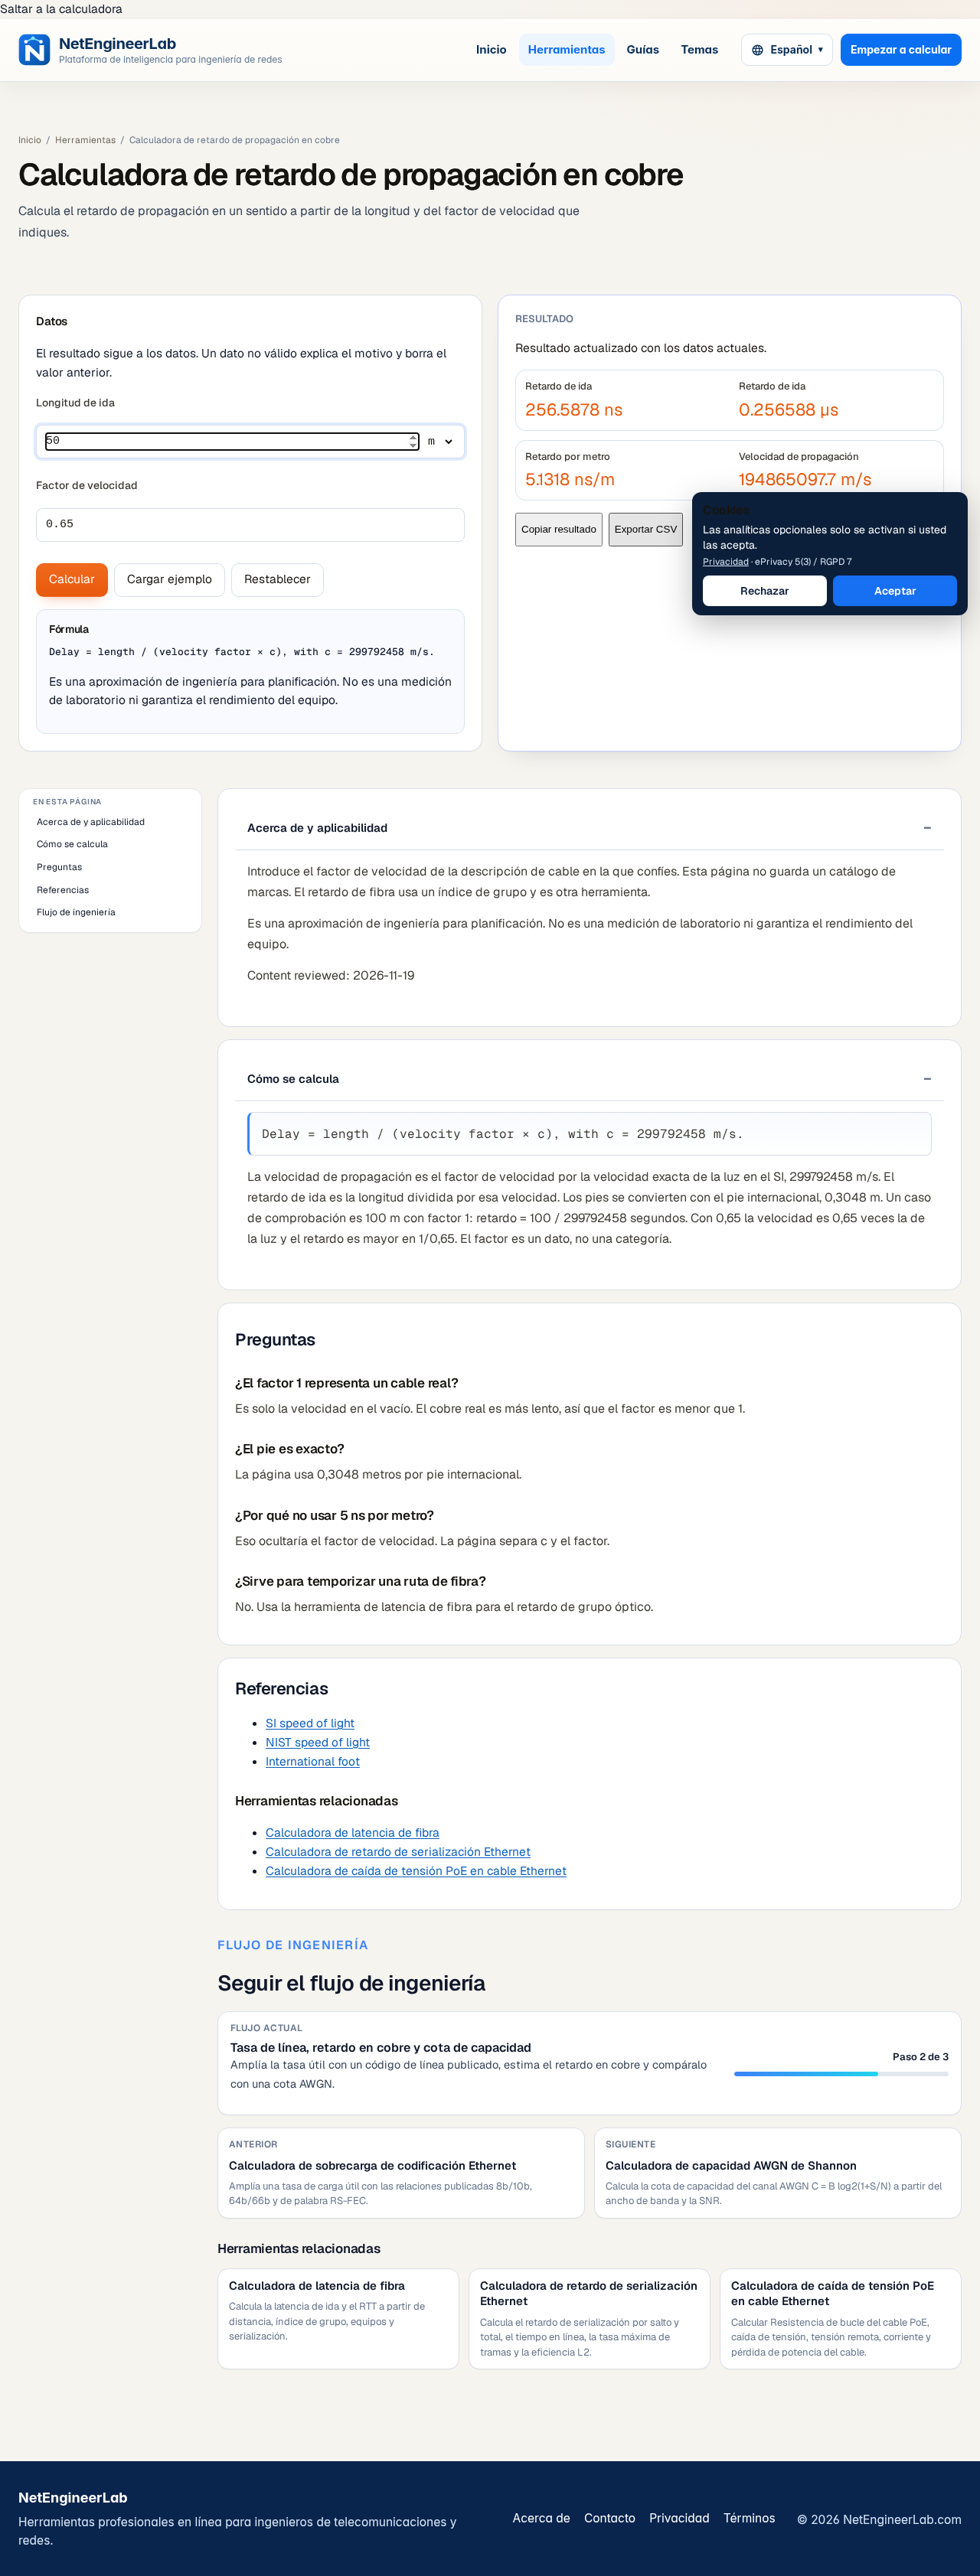 Saltar a la calculadora
NetEngineerLab
Plataforma de inteligencia para ingeniería de redes
Inicio
Herramientas
Guías
Temas
Español ▾
Empezar a calcular
Inicio / Herramientas / Calculadora de retardo de propagación en cobre
Calculadora de retardo de propagación en cobre
Calcula el retardo de propagación en un sentido a partir de la longitud y del factor de velocidad que
indiques.
Datos
El resultado sigue a los datos. Un dato no válido explica el motivo y borra el
valor anterior.
Longitud de ida
50
m
Factor de velocidad
0.65
Calcular
Cargar ejemplo
Restablecer
Fórmula
Delay = length / (velocity factor × c), with c = 299792458 m/s.
Es una aproximación de ingeniería para planificación. No es una medición
de laboratorio ni garantiza el rendimiento del equipo.
RESULTADO
Resultado actualizado con los datos actuales.
Retardo de ida
256.5878 ns
Retardo de ida
0.256588 µs
Retardo por metro
5.1318 ns/m
Velocidad de propagación
194865097.7 m/s
Copiar resultado
Exportar CSV
Cookies
Las analíticas opcionales solo se activan si usted
las acepta.
Privacidad · ePrivacy 5(3) / RGPD 7
Rechazar
Aceptar
EN ESTA PÁGINA
Acerca de y aplicabilidad
Cómo se calcula
Preguntas
Referencias
Flujo de ingeniería
Acerca de y aplicabilidad
−
Introduce el factor de velocidad de la descripción de cable en la que confíes. Esta página no guarda un catálogo de
marcas. El retardo de fibra usa un índice de grupo y es otra herramienta.
Es una aproximación de ingeniería para planificación. No es una medición de laboratorio ni garantiza el rendimiento del
equipo.
Content reviewed: 2026-11-19
Cómo se calcula
−
Delay = length / (velocity factor × c), with c = 299792458 m/s.
La velocidad de propagación es el factor de velocidad por la velocidad exacta de la luz en el SI, 299792458 m/s. El
retardo de ida es la longitud dividida por esa velocidad. Los pies se convierten con el pie internacional, 0,3048 m. Un caso
de comprobación es 100 m con factor 1: retardo = 100 / 299792458 segundos. Con 0,65 la velocidad es 0,65 veces la de
la luz y el retardo es mayor en 1/0,65. El factor es un dato, no una categoría.
Preguntas
¿El factor 1 representa un cable real?
Es solo la velocidad en el vacío. El cobre real es más lento, así que el factor es menor que 1.
¿El pie es exacto?
La página usa 0,3048 metros por pie internacional.
¿Por qué no usar 5 ns por metro?
Eso ocultaría el factor de velocidad. La página separa c y el factor.
¿Sirve para temporizar una ruta de fibra?
No. Usa la herramienta de latencia de fibra para el retardo de grupo óptico.
Referencias
• SI speed of light
• NIST speed of light
• International foot
Herramientas relacionadas
• Calculadora de latencia de fibra
• Calculadora de retardo de serialización Ethernet
• Calculadora de caída de tensión PoE en cable Ethernet
FLUJO DE INGENIERÍA
Seguir el flujo de ingeniería
FLUJO ACTUAL
Tasa de línea, retardo en cobre y cota de capacidad
Amplía la tasa útil con un código de línea publicado, estima el retardo en cobre y compáralo
con una cota AWGN.
Paso 2 de 3
ANTERIOR
Calculadora de sobrecarga de codificación Ethernet
Amplía una tasa de carga útil con las relaciones publicadas 8b/10b,
64b/66b y de palabra RS-FEC.
SIGUIENTE
Calculadora de capacidad AWGN de Shannon
Calcula la cota de capacidad del canal AWGN C = B log2(1+S/N) a partir del
ancho de banda y la SNR.
Herramientas relacionadas
Calculadora de latencia de fibra
Calcula la latencia de ida y el RTT a partir de
distancia, índice de grupo, equipos y
serialización.
Calculadora de retardo de serialización
Ethernet
Calcula el retardo de serialización por salto y
total, el tiempo en línea, la tasa máxima de
tramas y la eficiencia L2.
Calculadora de caída de tensión PoE
en cable Ethernet
Calcular Resistencia de bucle del cable PoE,
caída de tensión, tensión remota, corriente y
pérdida de potencia del cable.
NetEngineerLab
Herramientas profesionales en línea para ingenieros de telecomunicaciones y
redes.
Acerca de
Contacto
Privacidad
Términos
© 2026 NetEngineerLab.com